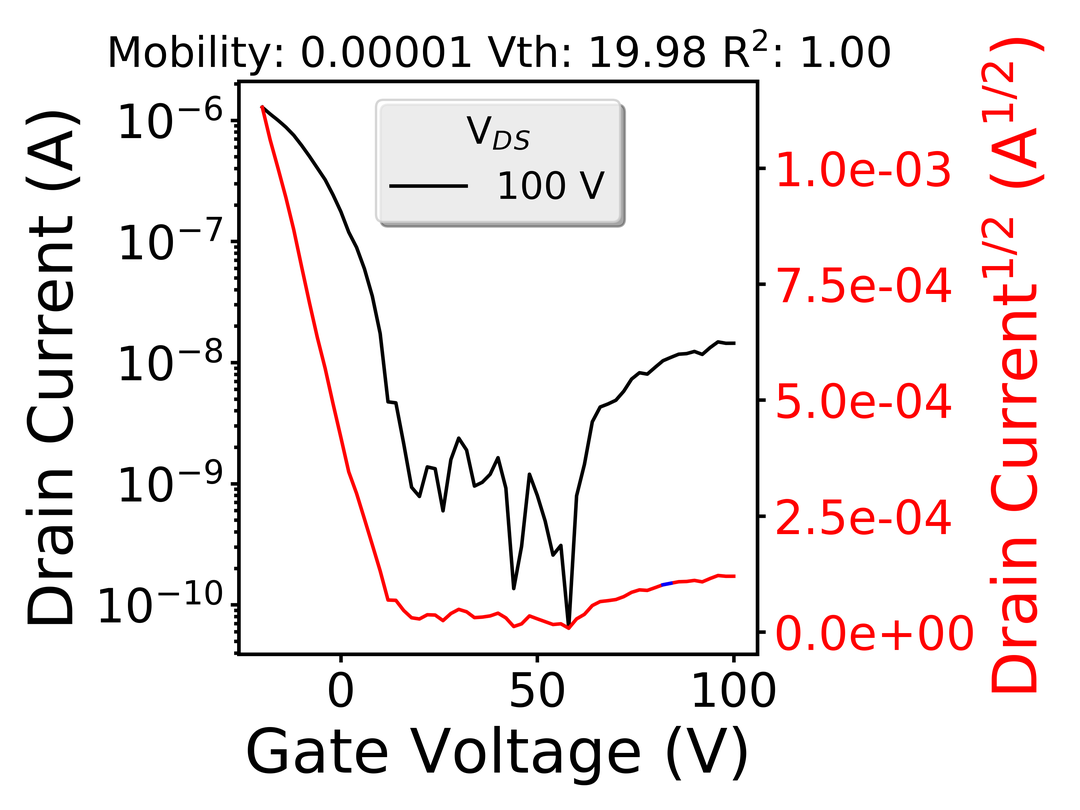 Mobility: 0.00001 Vth: 19.98 R²: 1.00
V_DS
100 V
Drain Current (A)
10⁻⁶
10⁻⁷
10⁻⁸
10⁻⁹
10⁻¹⁰
1.0e-03
7.5e-04
5.0e-04
2.5e-04
0.0e+00
Drain Current^1/2 (A^1/2)
0 50 100
Gate Voltage (V)